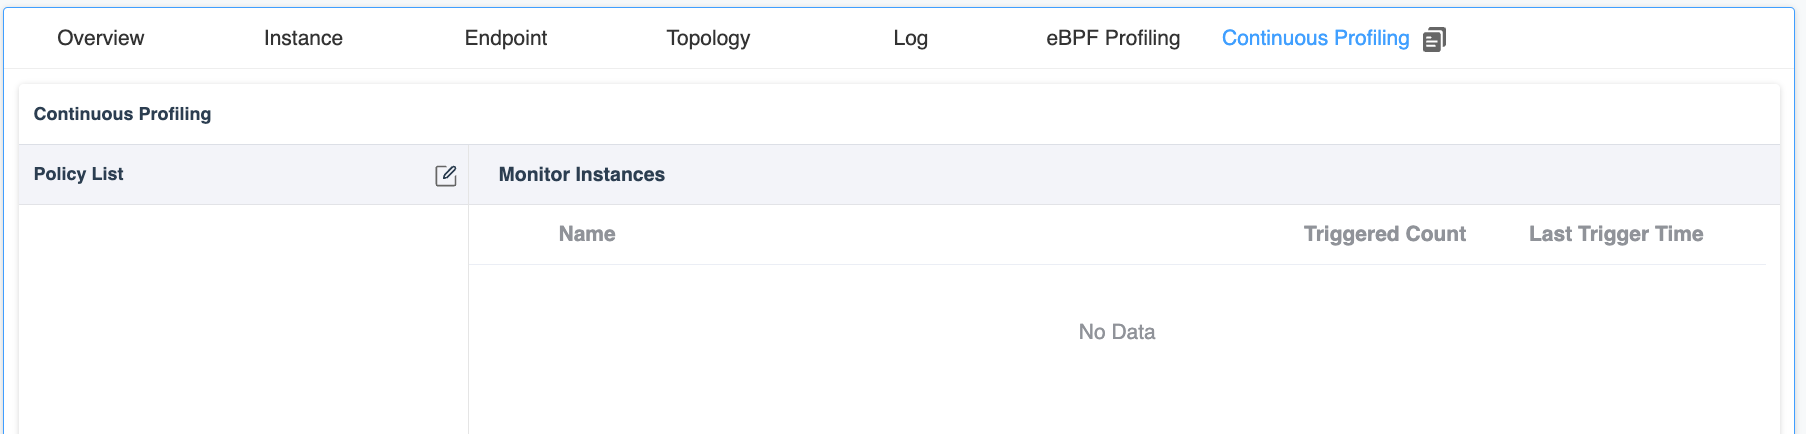 Overview Instance Endpoint Topology Log eBPF Profiling Continuous Profiling
Continuous Profiling
Policy List
Monitor Instances
Name Triggered Count Last Trigger Time
No Data